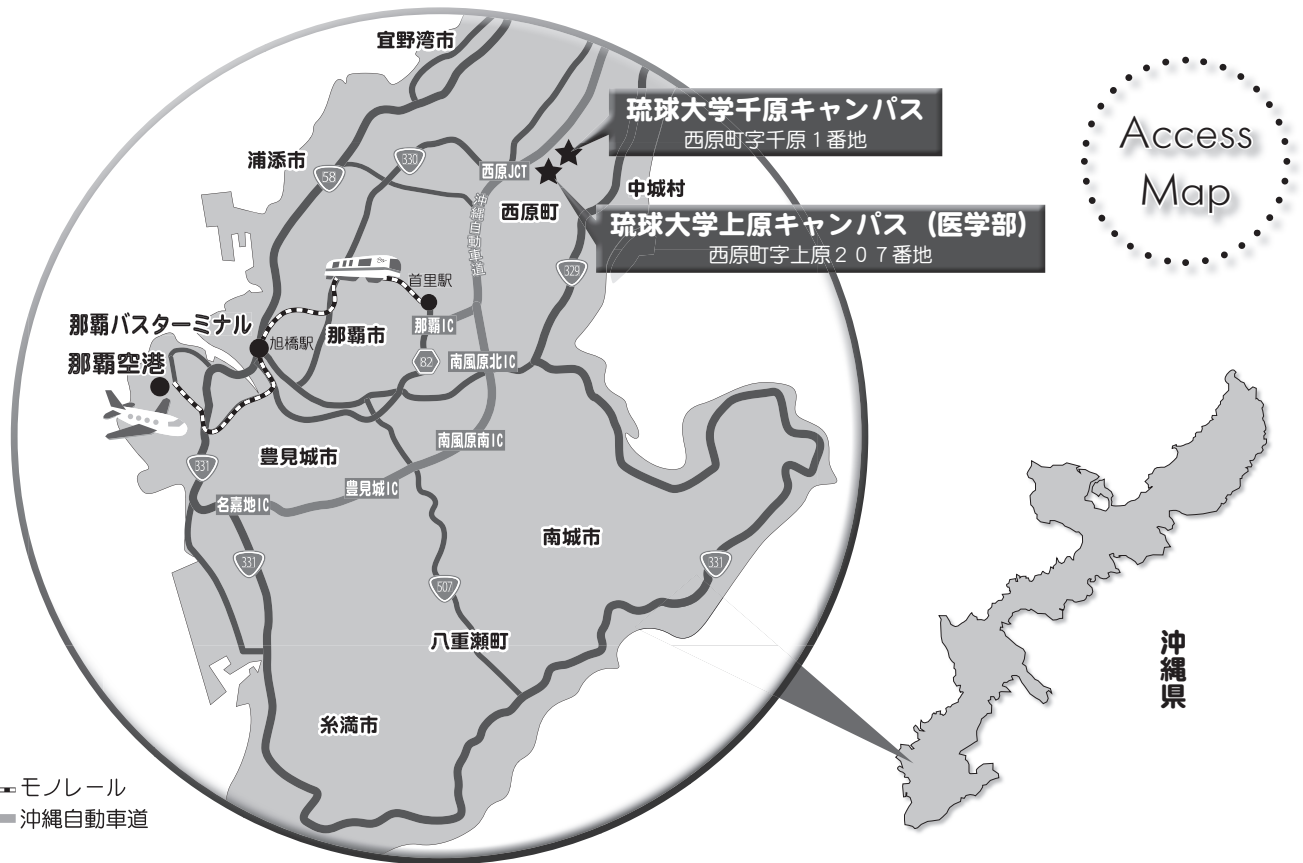 宜野湾市
琉球大学千原キャンパス
西原町字千原1番地
Access
Map
浦添市
330
58
西原JCT
中城村
西原町
沖縄自動車道
琉球大学上原キャンパス（医学部）
西原町字上原２０７番地
329
首里駅
那覇バスターミナル
旭橋駅
那覇市
那覇IC
那覇空港
82
南風原北IC
南風原南IC
豊見城市
331
豊見城IC
名嘉地IC
南城市
331
331
507
八重瀬町
沖縄県
糸満市
モノレール
沖縄自動車道